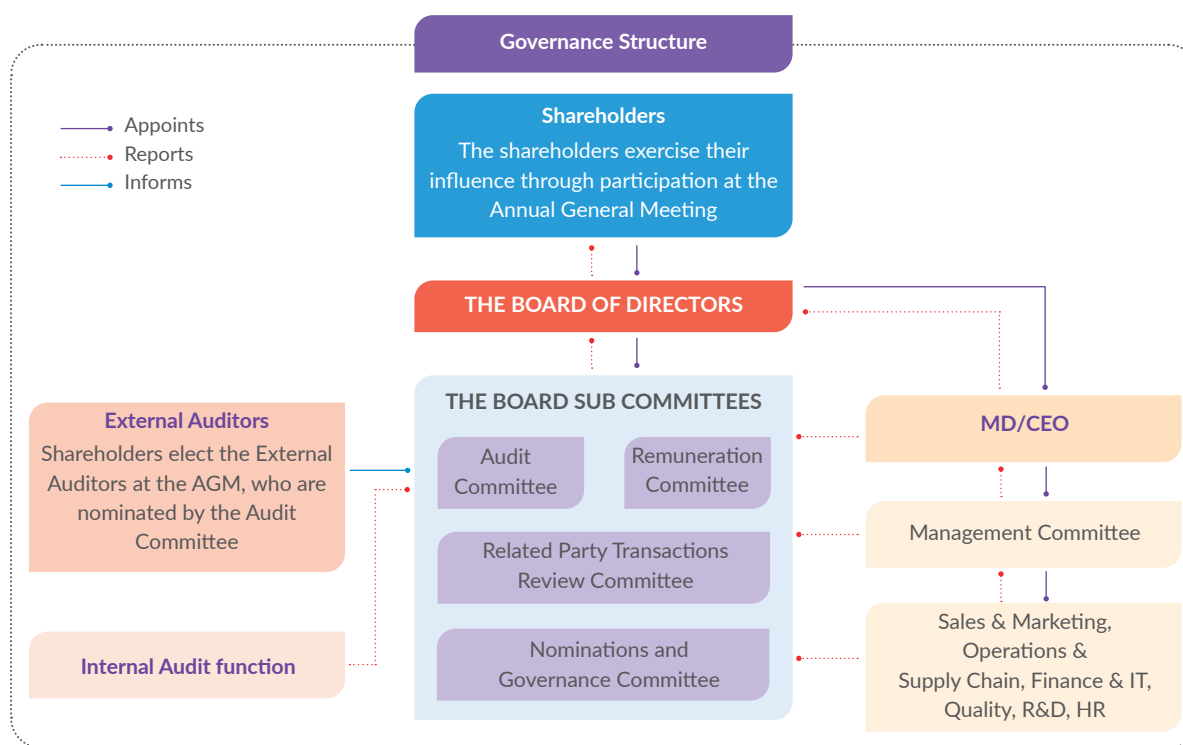 Governance Structure
Appoints
Reports
Informs
Shareholders
The shareholders exercise their
influence through participation at the
Annual General Meeting
THE BOARD OF DIRECTORS
External Auditors
Shareholders elect the External
Auditors at the AGM, who are
nominated by the Audit
Committee
Internal Audit function
THE BOARD SUB COMMITTEES
Audit
Committee
Remuneration
Committee
Related Party Transactions
Review Committee
Nominations and
Governance Committee
MD/CEO
Management Committee
Sales & Marketing,
Operations &
Supply Chain, Finance & IT,
Quality, R&D, HR